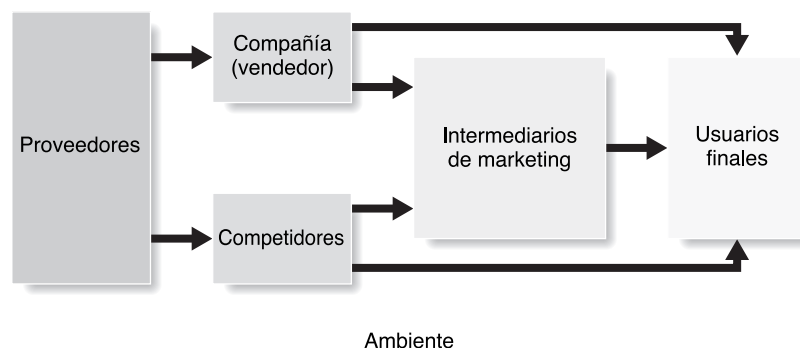 Proveedores
Compañía
(vendedor)
Competidores
Intermediarios
de marketing
Usuarios
finales
Ambiente